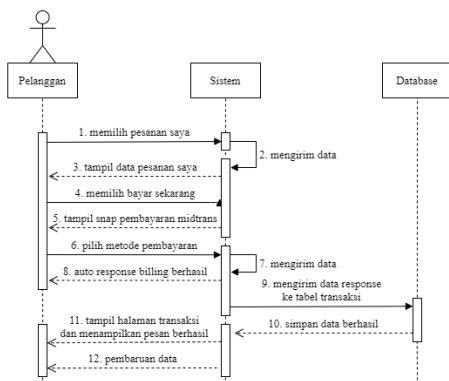 Pelanggan
Sistem
Database
1. memilih pesanan saya
2. mengirim data
3. tampil data pesanan saya
4. memilih bayar sekarang
5. tampil snap pembayaran midtrans
6. pilih metode pembayaran
7. mengirim data
8. auto response billing berhasil
9. mengirim data response
ke tabel transaksi
10. simpan data berhasil
11. tampil halaman transaksi
dan menampilkan pesan berhasil
12. pembaruan data